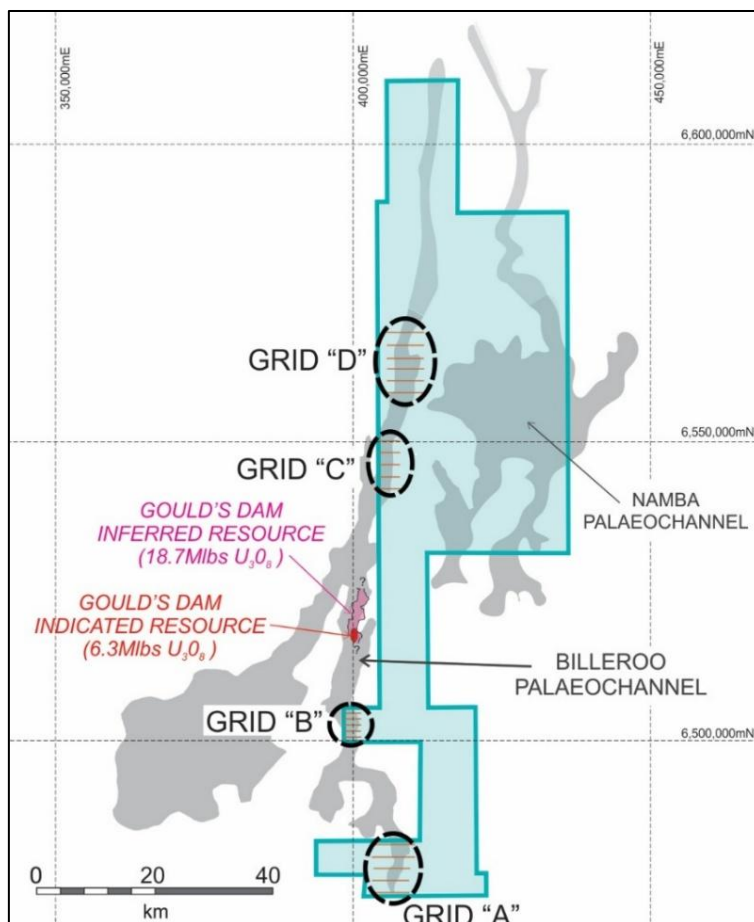 350,000mE
400,000mE
450,000mE
6,600,000mN
GRID “D”
6,550,000mN
GRID “C”
NAMBA
PALAEOCHANNEL
GOULD’S DAM
INFERRED RESOURCE
(18.7Mlbs U₃0₈ )
?
GOULD’S DAM
INDICATED RESOURCE
(6.3Mlbs U₃0₈ )
?
BILLEROO
PALAEOCHANNEL
GRID “B”
6,500,000mN
0 20 40
km
GRID “A”